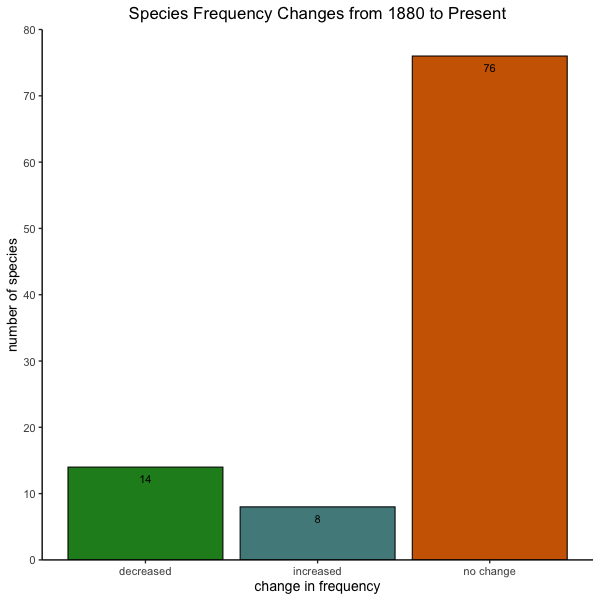 Species Frequency Changes from 1880 to Present
number of species
80
70
60
50
40
30
20
10
0
14
8
76
decreased
increased
no change
change in frequency